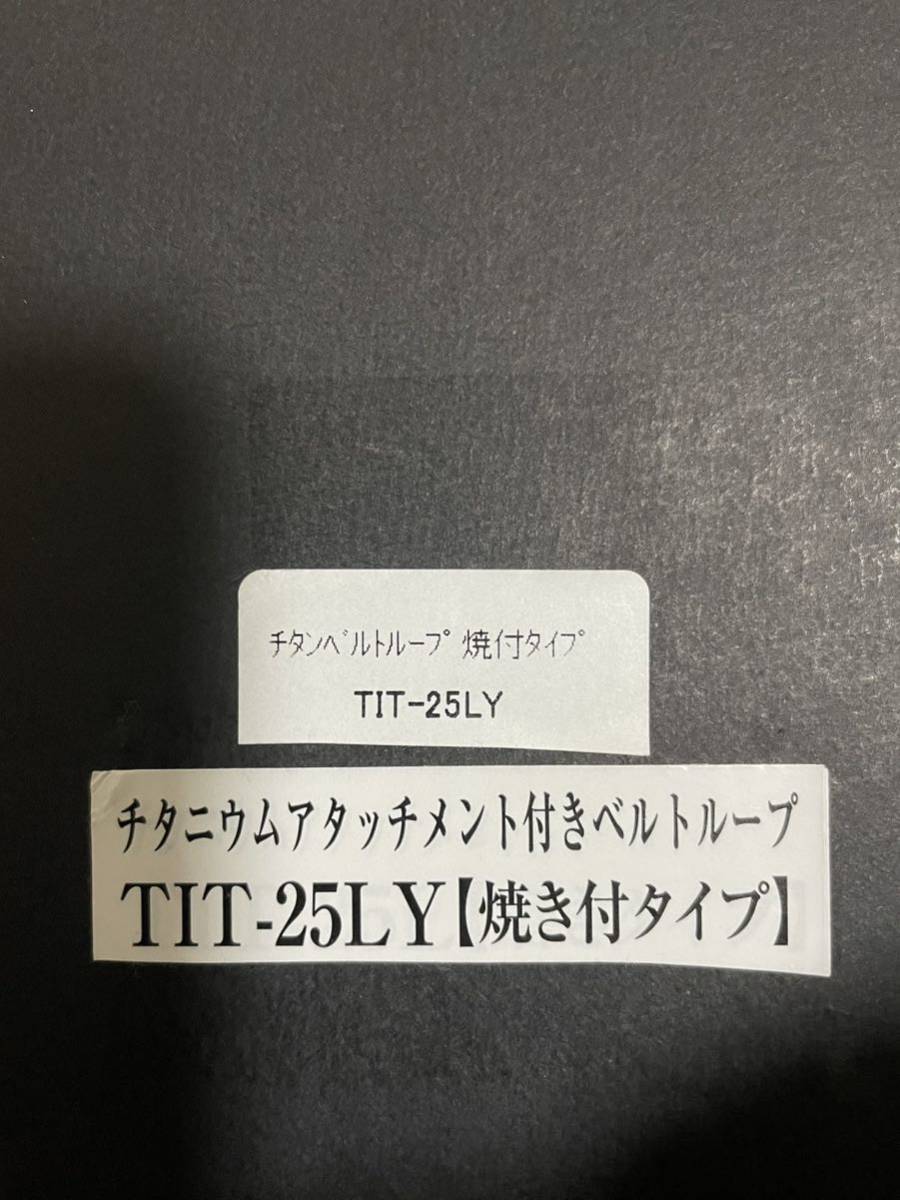 ﾁﾀﾝﾍﾞﾙﾄﾙｰﾌﾟ 焼付ﾀｲﾌﾟ
TIT-25LY
チタニウムアタッチメント付きベルトループ
TIT-25LY【焼き付タイプ】